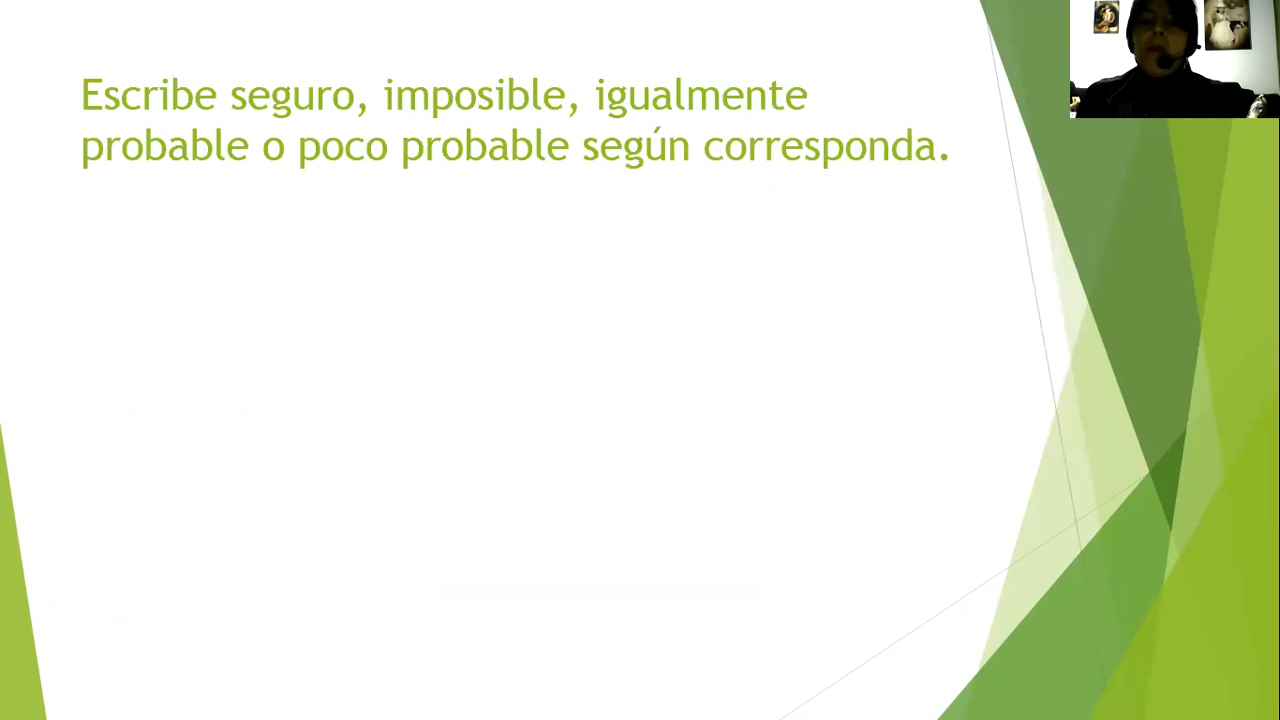 Escribe seguro, imposible, igualmente
probable o poco probable según corresponda.